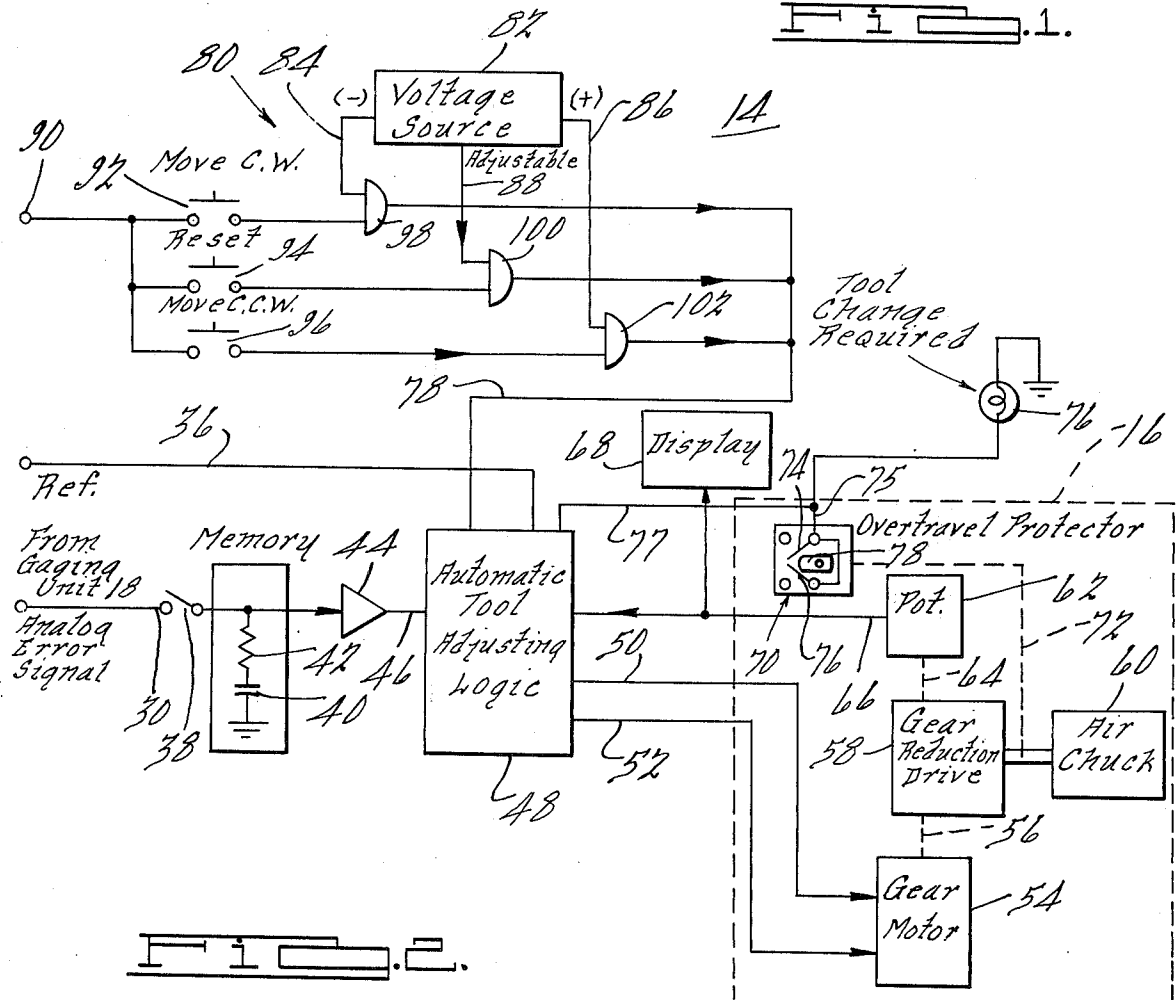 Fig. 1.
82
80
84
(-)
Voltage
Source
(+)
86
14
90
92
Move C.W.
Adjustable
88
Reset
98
100
94
Move C.C.W.
96
102
Tool
Change
Required
78
76
16
36
Ref.
68
Display
74
75
77
Overtravel Protector
78
From
Gaging
Unit 18
Analog
Error
Signal
Memory
44
Automatic
Tool
Adjusting
Logic
Pot.
62
72
70
76
66
64
60
42
40
46
50
30
38
52
48
58
Gear
Reduction
Drive
Air
Chuck
56
Gear
Motor
54
Fig. 2.